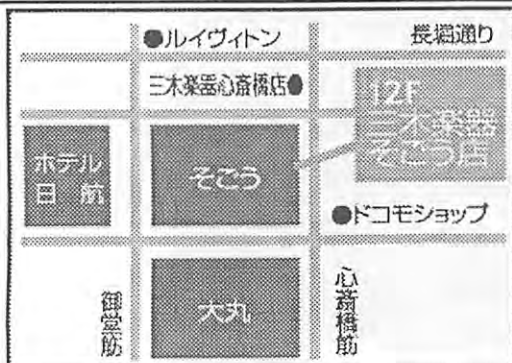 ●ルイヴィトン
長堀通り
三木楽器心斎橋店●
12F
三木楽器
そごう店
ホテル
日航
そごう
●ドコモショップ
御堂筋
大丸
心斎橋筋